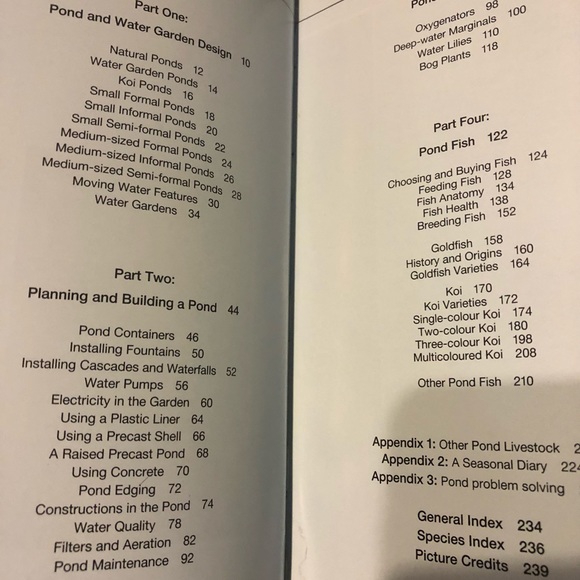 Part One:
Pond and Water Garden Design 10
Natural Ponds 12
Water Garden Ponds 14
Koi Ponds 16
Small Formal Ponds 18
Small Informal Ponds 20
Small Semi-formal Ponds 22
Medium-sized Formal Ponds 24
Medium-sized Informal Ponds 26
Medium-sized Semi-formal Ponds 28
Moving Water Features 30
Water Gardens 34
Part Two:
Planning and Building a Pond 44
Pond Containers 46
Installing Fountains 50
Installing Cascades and Waterfalls 52
Water Pumps 56
Electricity in the Garden 60
Using a Plastic Liner 64
Using a Precast Shell 66
A Raised Precast Pond 68
Using Concrete 70
Pond Edging 72
Constructions in the Pond 74
Water Quality 78
Filters and Aeration 82
Pond Maintenance 92
Oxygenators 98
Deep-water Marginals 100
Water Lilies 110
Bog Plants 118
Part Four:
Pond Fish 122
Choosing and Buying Fish 124
Feeding Fish 128
Fish Anatomy 134
Fish Health 138
Breeding Fish 152
Goldfish 158
History and Origins 160
Goldfish Varieties 164
Koi 170
Koi Varieties 172
Single-colour Koi 174
Two-colour Koi 180
Three-colour Koi 198
Multicoloured Koi 208
Other Pond Fish 210
Appendix 1: Other Pond Livestock
Appendix 2: A Seasonal Diary 224
Appendix 3: Pond problem solving
General Index 234
Species Index 236
Picture Credits 239